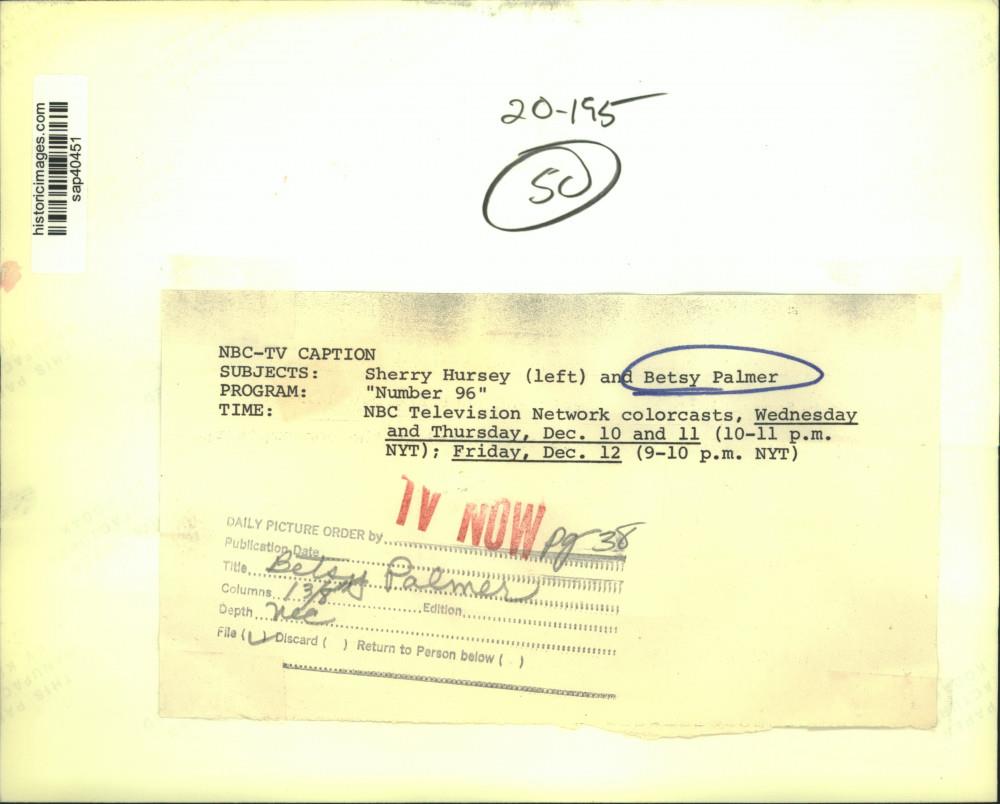 historicimages.com
sap40451
20-195
50
NBC-TV CAPTION
SUBJECTS: Sherry Hursey (left) and Betsy Palmer
PROGRAM: "Number 96"
TIME: NBC Television Network colorcasts, Wednesday
and Thursday, Dec. 10 and 11 (10-11 p.m.
NYT); Friday, Dec. 12 (9-10 p.m. NYT)
TV NOW pg 38
DAILY PICTURE ORDER by
Publication Date
Title Betsy Palmer
Columns Edition
Depth
File ( ) Discard ( ) Return to Person below ( )